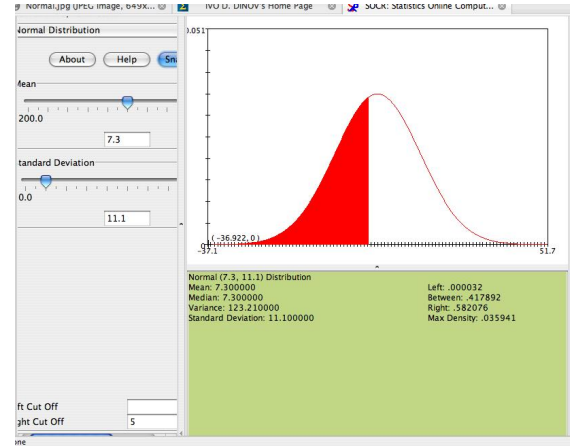 Normal.jpg (JPEG Image, 649x...
IVO D. DINOV's Home Page
SOCR: Statistics Online Comput...
Normal Distribution
About
Help
Sna
Mean
200.0
7.3
tandard Deviation
0.0
11.1
ft Cut Off
ght Cut Off
5
one
0.051
(-36.922, 0)
0
-37.1
51.7
Normal (7.3, 11.1) Distribution
Mean: 7.300000
Median: 7.300000
Variance: 123.210000
Standard Deviation: 11.100000
Left: .000032
Between: .417892
Right: .582076
Max Density: .035941